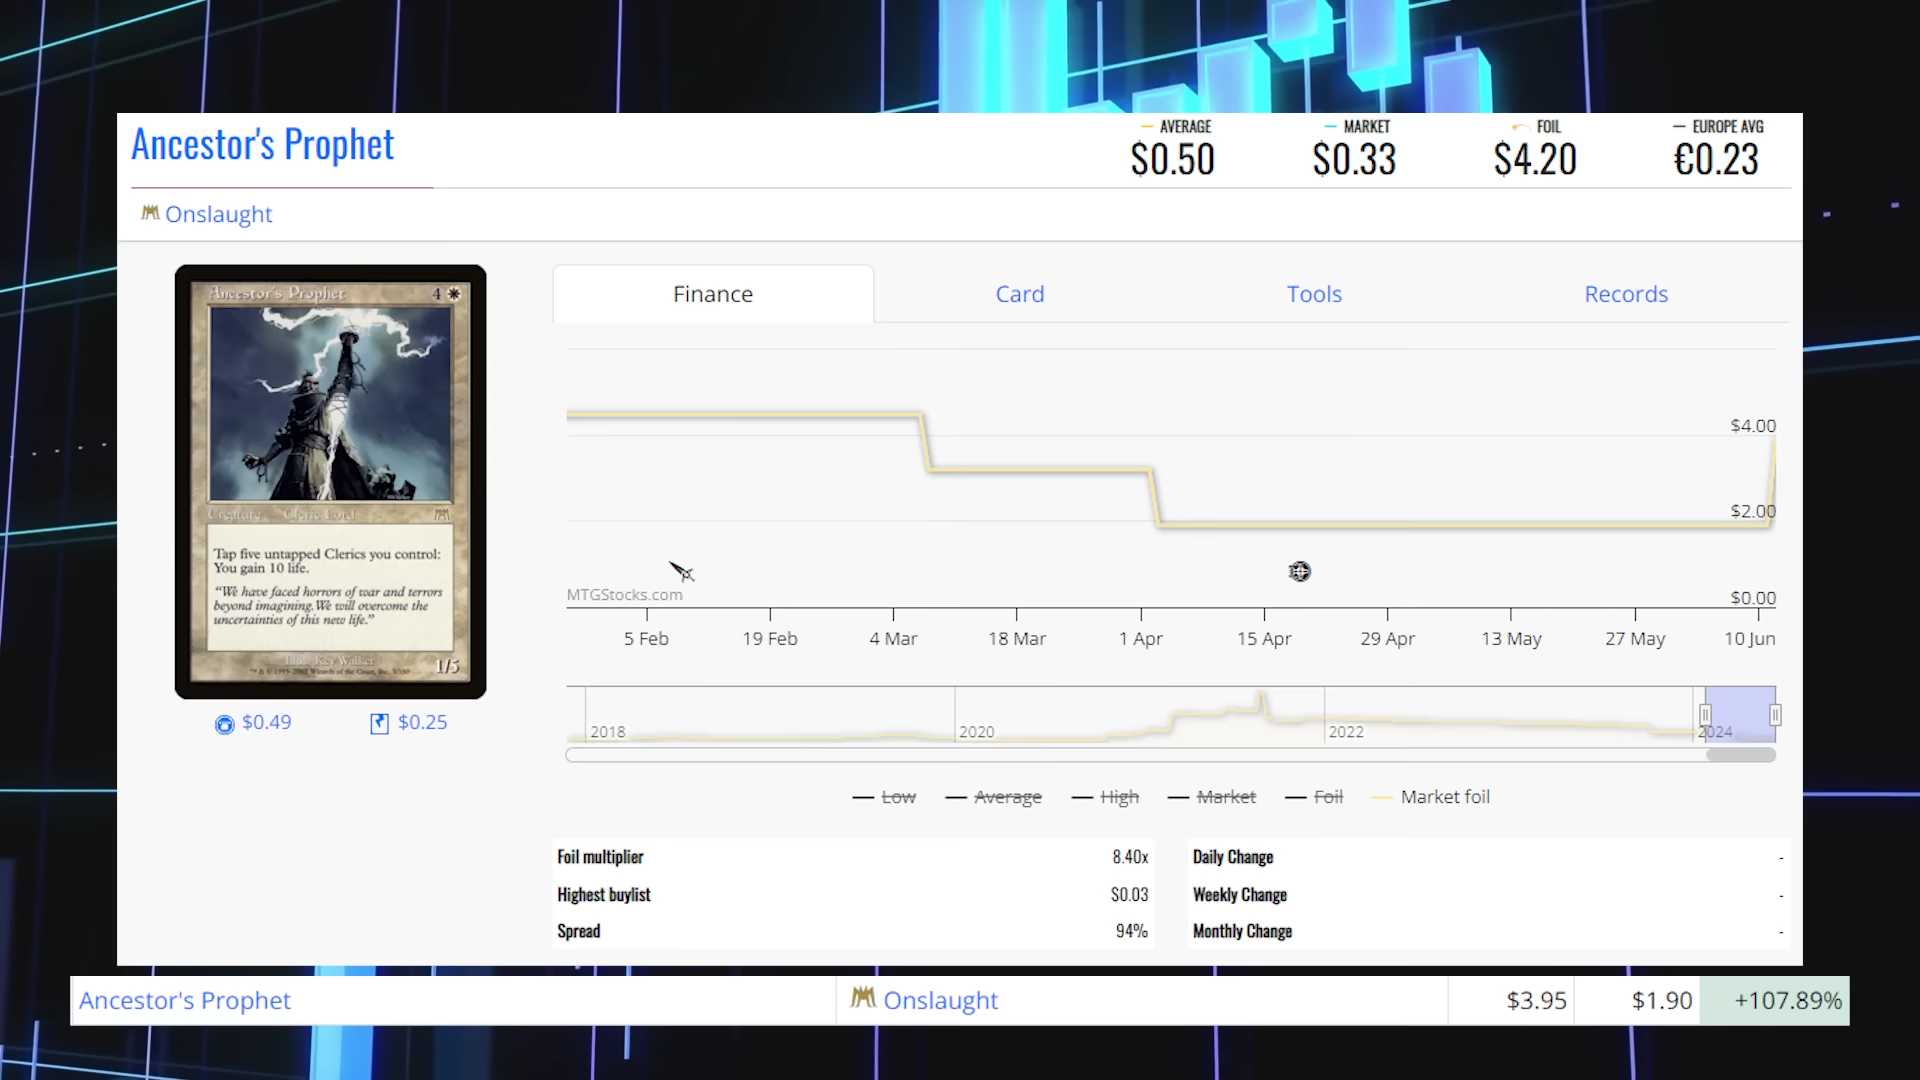 Ancestor's Prophet
AVERAGE
$0.50
MARKET
$0.33
FOIL
$4.20
EUROPE AVG
€0.23
Onslaught
Ancestor's Prophet 4
Tap five untapped Clerics you control:
You gain 10 life.
"We have faced horrors of war and terrors
beyond imagining. We will overcome the
uncertainties of this new life."
Creature Cleric Lord
Illus. Kev Walker
1/5
$0.49
$0.25
Finance
Card
Tools
Records
$4.00
$2.00
$0.00
MTGStocks.com
5 Feb
19 Feb
4 Mar
18 Mar
1 Apr
15 Apr
29 Apr
13 May
27 May
10 Jun
2018
2020
2022
2024
Low
Average
High
Market
Foil
Market foil
Foil multiplier 8.40x
Highest buylist $0.03
Spread 94%
Daily Change -
Weekly Change -
Monthly Change -
Ancestor's Prophet Onslaught $3.95 $1.90 +107.89%